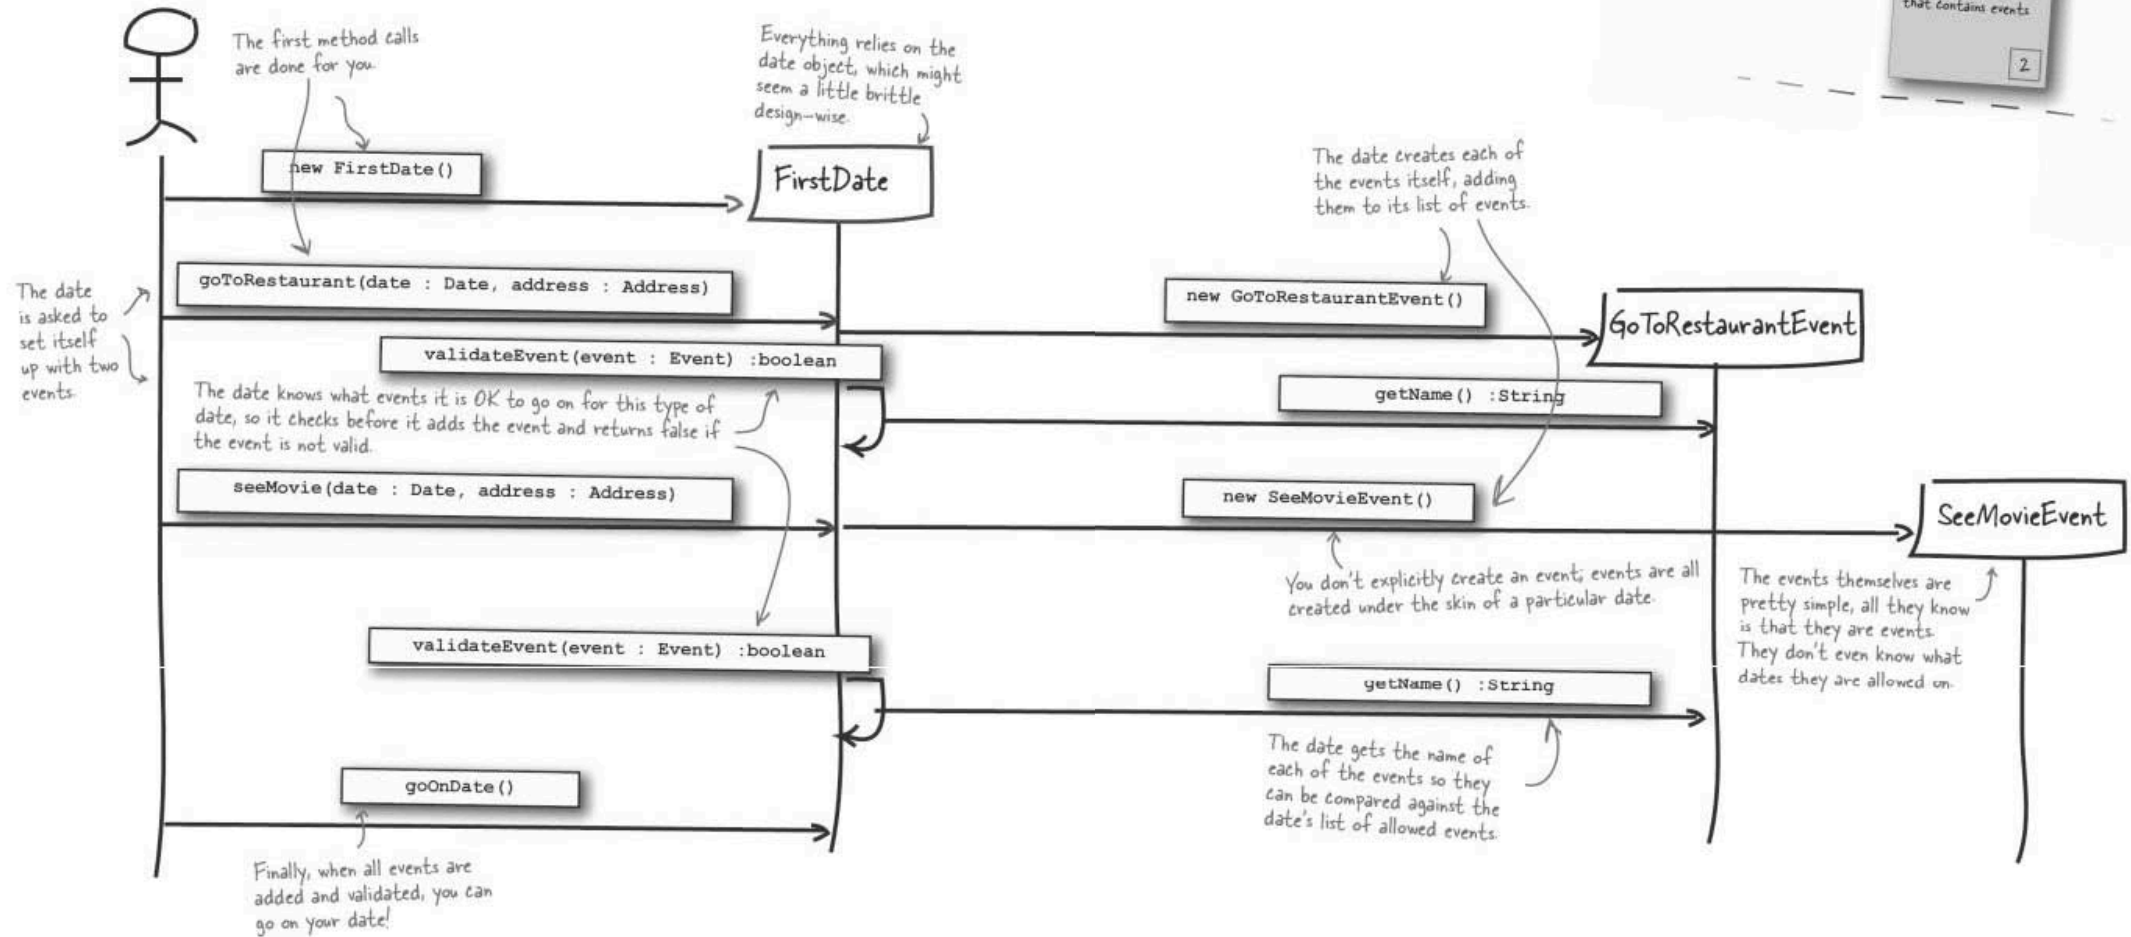 that contains events
2
The first method calls
are done for you.
Everything relies on the
date object, which might
seem a little brittle
design-wise.
new FirstDate()
FirstDate
The date creates each of
the events itself, adding
them to its list of events.
The date
is asked to
set itself
up with two
events.
goToRestaurant(date : Date, address : Address)
new GoToRestaurantEvent()
GoToRestaurantEvent
validateEvent(event : Event) :boolean
The date knows what events it is OK to go on for this type of
date, so it checks before it adds the event and returns false if
the event is not valid.
getName() :String
seeMovie(date : Date, address : Address)
new SeeMovieEvent()
SeeMovieEvent
You don't explicitly create an event; events are all
created under the skin of a particular date.
The events themselves are
pretty simple, all they know
is that they are events.
They don't even know what
dates they are allowed on.
validateEvent(event : Event) :boolean
getName() :String
The date gets the name of
each of the events so they
can be compared against the
date's list of allowed events.
goOnDate()
Finally, when all events are
added and validated, you can
go on your date!